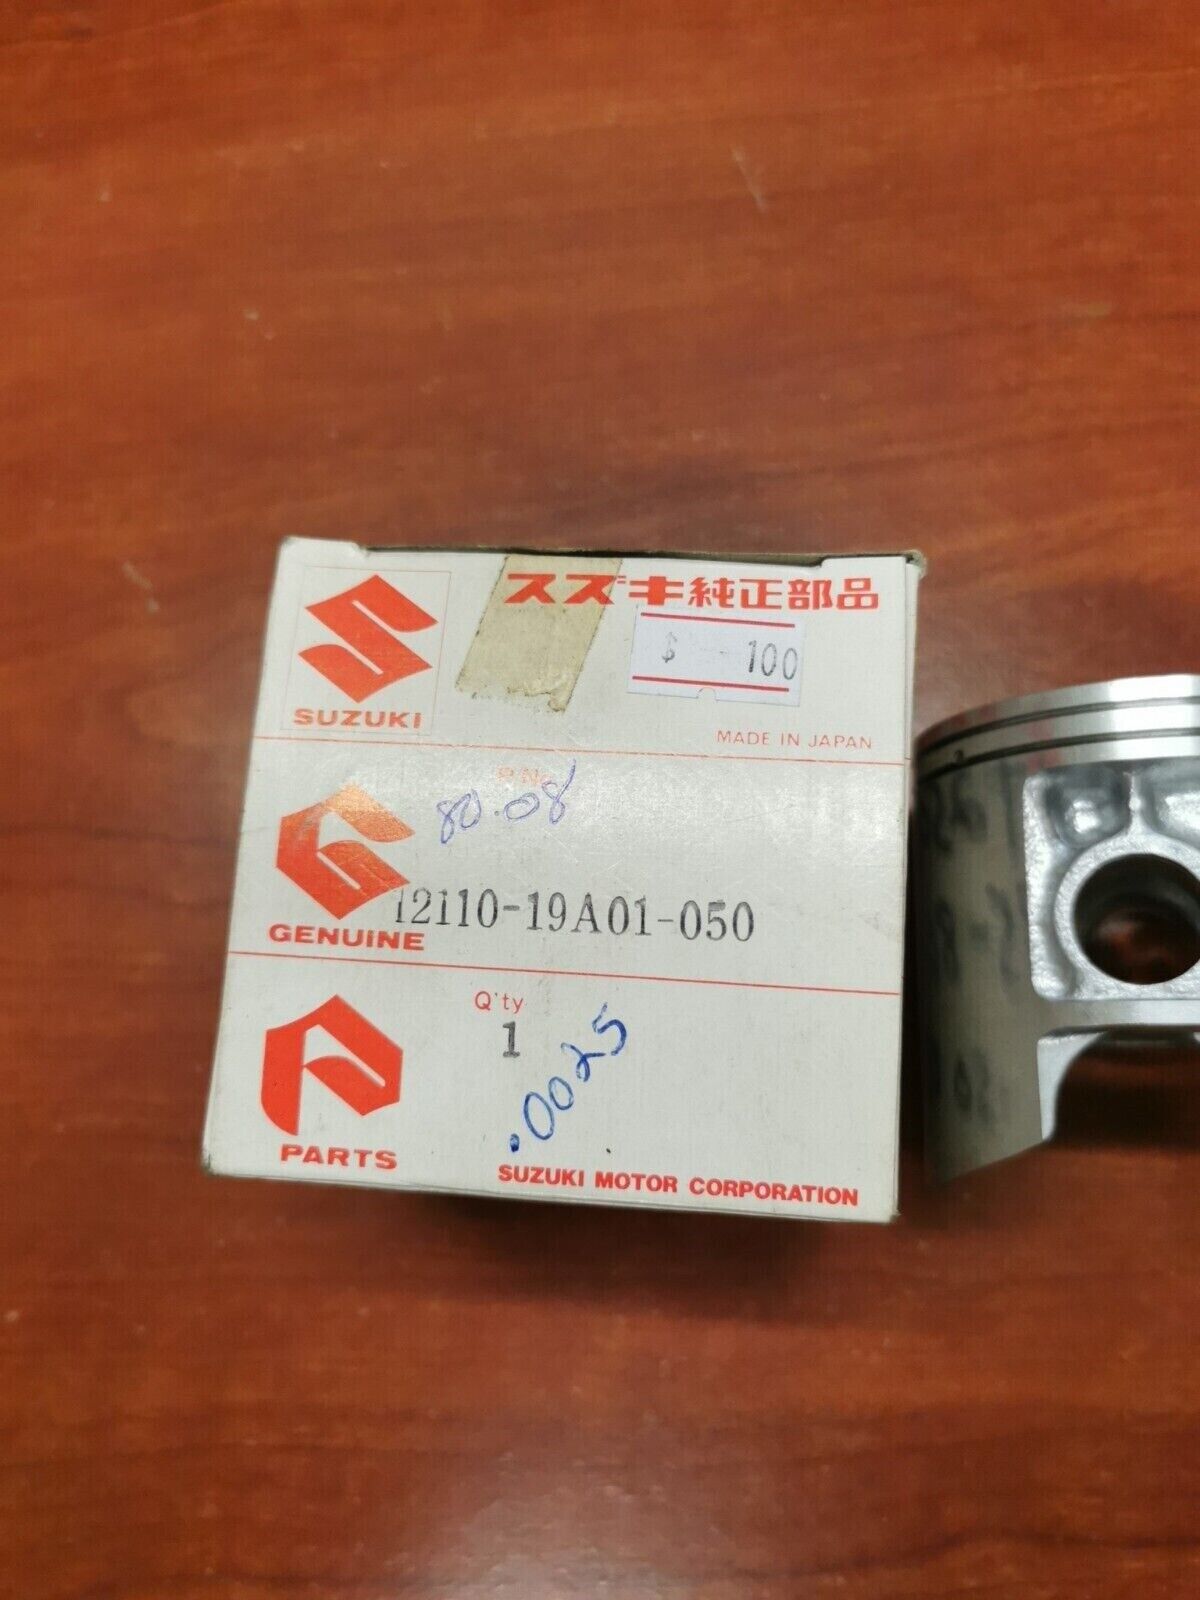 スズキ純正部品
$ 100
SUZUKI
MADE IN JAPAN
P.No.
80.08
12110-19A01-050
GENUINE
Q'ty
1
.0025
PARTS
SUZUKI MOTOR CORPORATION